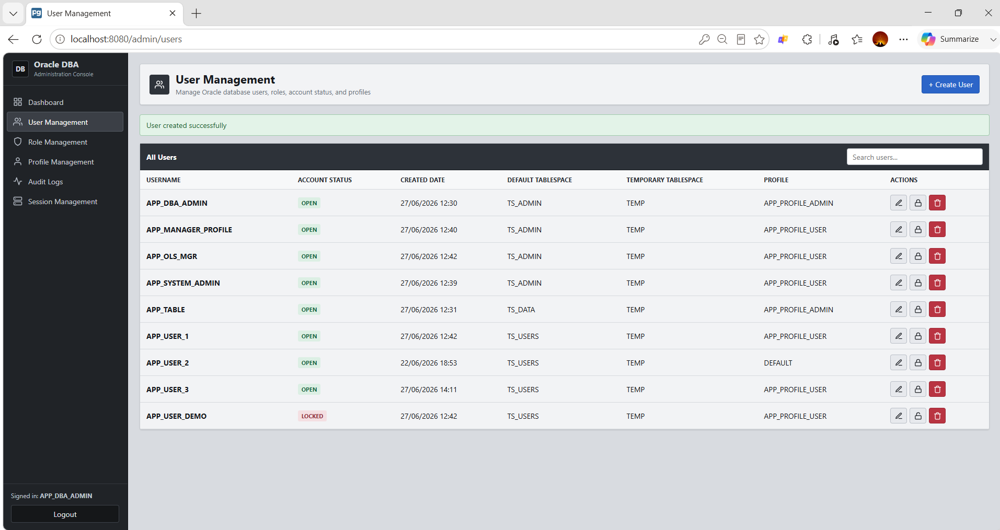 User Management
localhost:8080/admin/users
Summarize
DB
Oracle DBA
Administration Console
Dashboard
User Management
Role Management
Profile Management
Audit Logs
Session Management
Signed in: APP_DBA_ADMIN
Logout
User Management
Manage Oracle database users, roles, account status, and profiles
+ Create User
User created successfully
All Users
Search users...
USERNAME ACCOUNT STATUS CREATED DATE DEFAULT TABLESPACE TEMPORARY TABLESPACE PROFILE ACTIONS
APP_DBA_ADMIN OPEN 27/06/2026 12:30 TS_ADMIN TEMP APP_PROFILE_ADMIN
APP_MANAGER_PROFILE OPEN 27/06/2026 12:40 TS_ADMIN TEMP APP_PROFILE_USER
APP_OLS_MGR OPEN 27/06/2026 12:42 TS_ADMIN TEMP APP_PROFILE_USER
APP_SYSTEM_ADMIN OPEN 27/06/2026 12:39 TS_ADMIN TEMP APP_PROFILE_USER
APP_TABLE OPEN 27/06/2026 12:31 TS_DATA TEMP APP_PROFILE_ADMIN
APP_USER_1 OPEN 27/06/2026 12:42 TS_USERS TEMP APP_PROFILE_USER
APP_USER_2 OPEN 22/06/2026 18:53 TS_USERS TEMP DEFAULT
APP_USER_3 OPEN 27/06/2026 14:11 TS_USERS TEMP APP_PROFILE_USER
APP_USER_DEMO LOCKED 27/06/2026 12:42 TS_USERS TEMP APP_PROFILE_USER